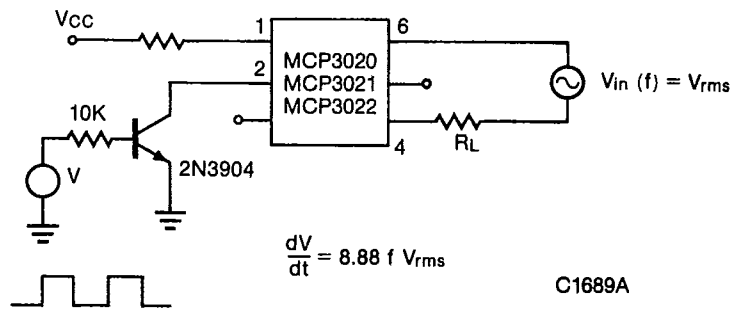 VCC
1
6
MCP3020
MCP3021
MCP3022
2
Vin (f) = Vrms
10K
4
RL
2N3904
V
dV/dt = 8.88 f Vrms
C1689A